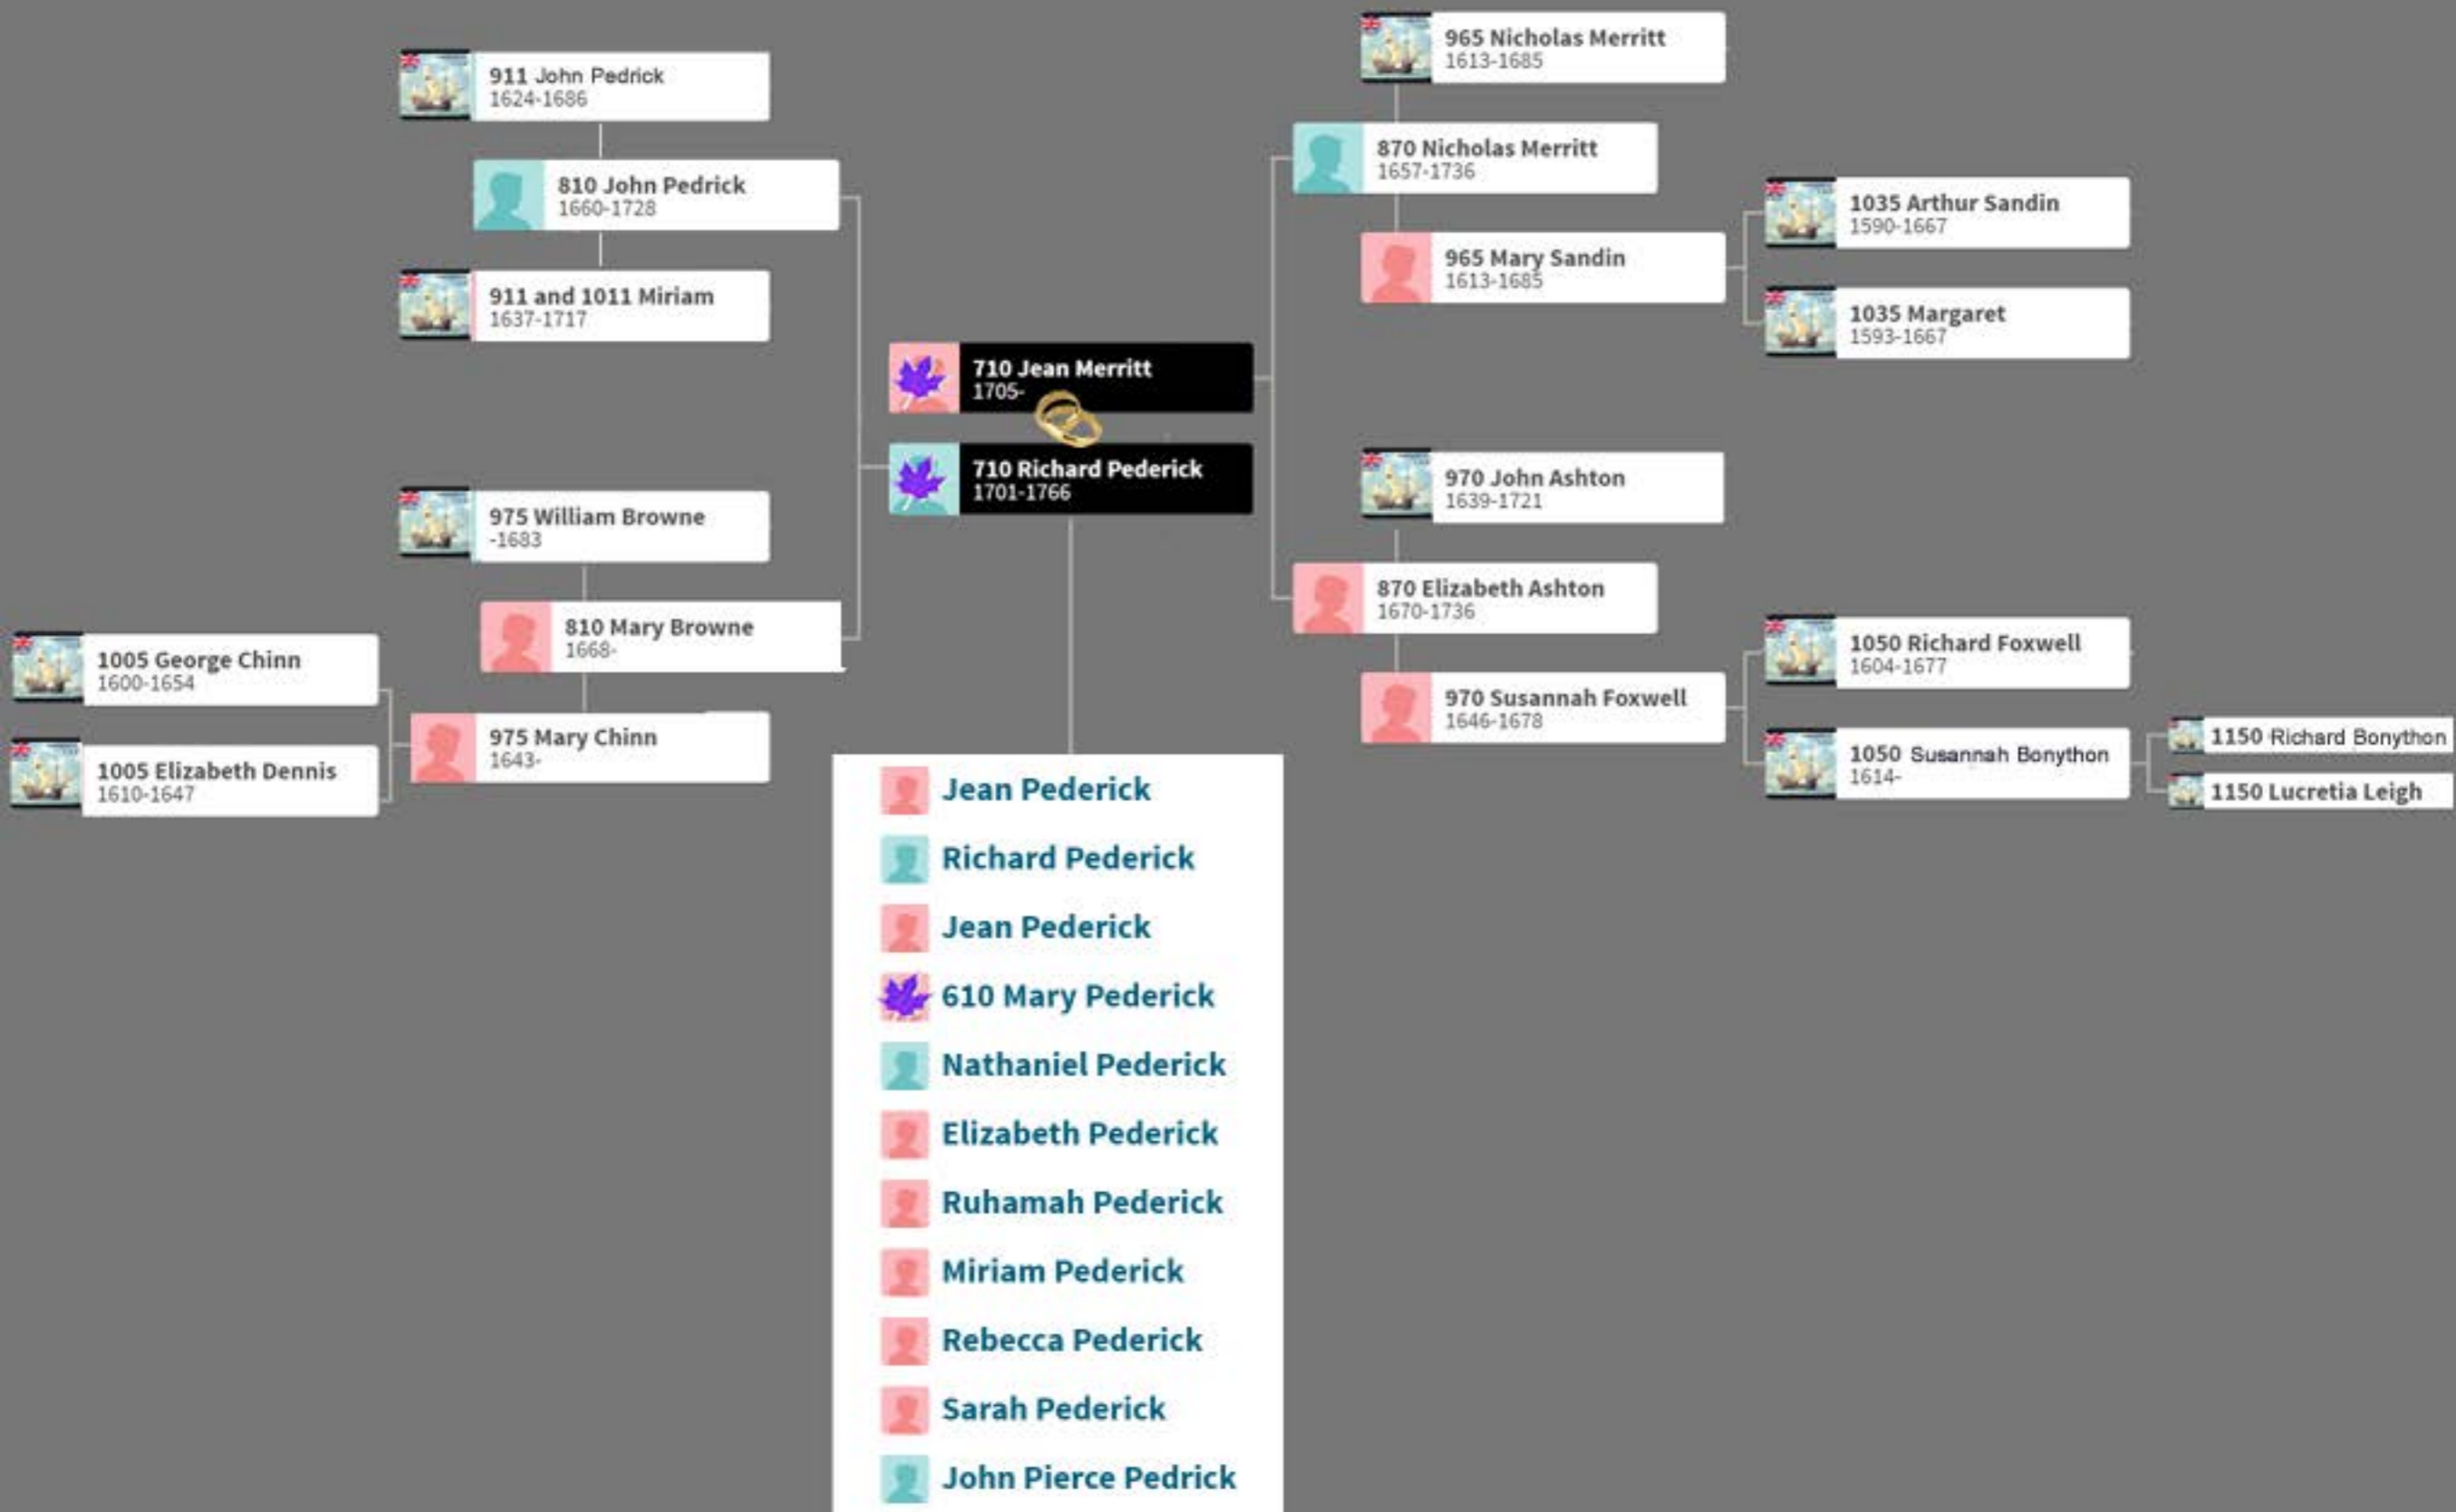 911 John Pedrick
1624-1686
810 John Pedrick
1660-1728
911 and 1011 Miriam
1637-1717
975 William Browne
-1683
810 Mary Browne
1668-
1005 George Chinn
1600-1654
975 Mary Chinn
1643-
1005 Elizabeth Dennis
1610-1647
710 Jean Merritt
1705-
710 Richard Pederick
1701-1766
965 Nicholas Merritt
1613-1685
870 Nicholas Merritt
1657-1736
965 Mary Sandin
1613-1685
1035 Arthur Sandin
1590-1667
1035 Margaret
1593-1667
970 John Ashton
1639-1721
870 Elizabeth Ashton
1670-1736
970 Susannah Foxwell
1646-1678
1050 Richard Foxwell
1604-1677
1050 Susannah Bonython
1614-
1150 Richard Bonython
1150 Lucretia Leigh
Jean Pederick
Richard Pederick
Jean Pederick
610 Mary Pederick
Nathaniel Pederick
Elizabeth Pederick
Ruhamah Pederick
Miriam Pederick
Rebecca Pederick
Sarah Pederick
John Pierce Pedrick